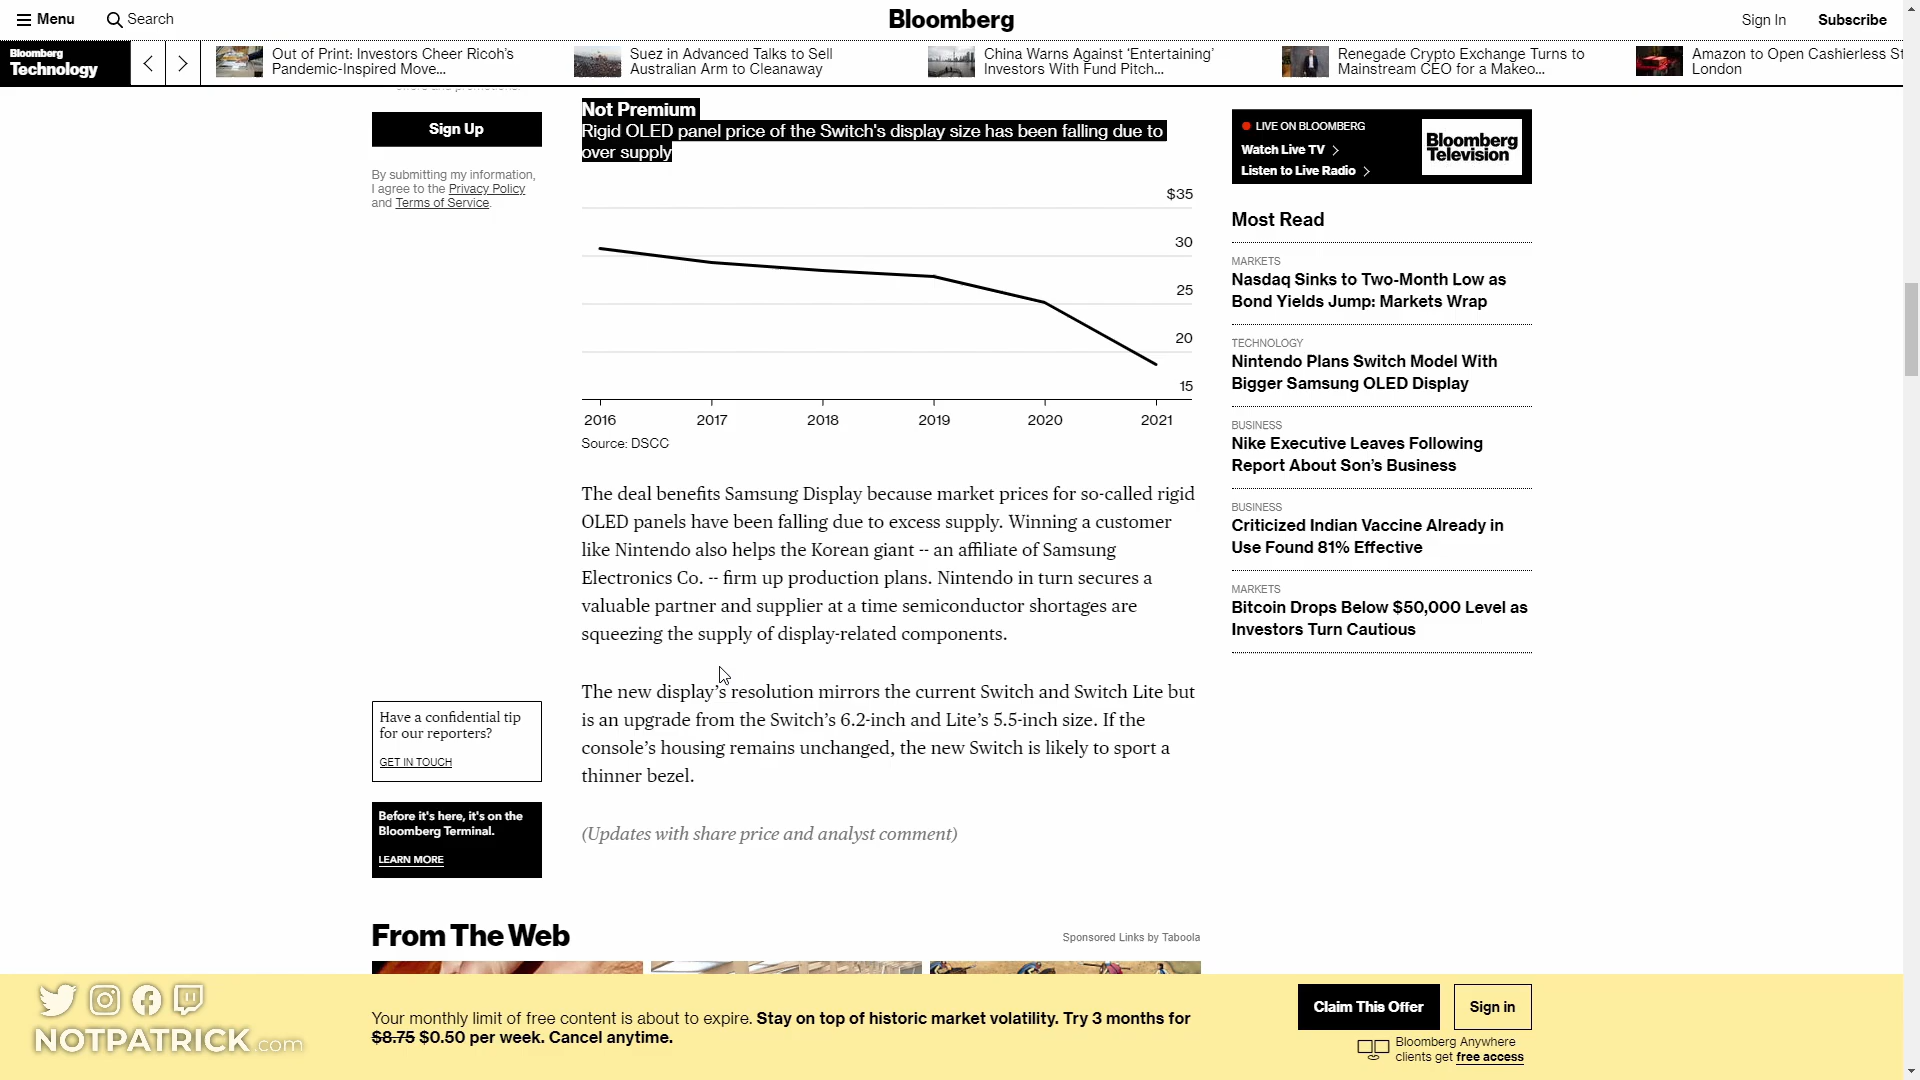 Menu
Search
Bloomberg
Sign In
Subscribe
Bloomberg
Technology
Out of Print: Investors Cheer Ricoh’s
Pandemic-Inspired Move...
Suez in Advanced Talks to Sell
Australian Arm to Cleanaway
China Warns Against ‘Entertaining’
Investors With Fund Pitch...
Renegade Crypto Exchange Turns to
Mainstream CEO for a Makeo...
Amazon to Open Cashierless
London
Sign Up
By submitting my information,
I agree to the Privacy Policy
and Terms of Service.
Not Premium
Rigid OLED panel price of the Switch's display size has been falling due to
over supply
$35
30
25
20
15
2016 2017 2018 2019 2020 2021
Source: DSCC
The deal benefits Samsung Display because market prices for so-called rigid
OLED panels have been falling due to excess supply. Winning a customer
like Nintendo also helps the Korean giant -- an affiliate of Samsung
Electronics Co. -- firm up production plans. Nintendo in turn secures a
valuable partner and supplier at a time semiconductor shortages are
squeezing the supply of display-related components.
The new display’s resolution mirrors the current Switch and Switch Lite but
is an upgrade from the Switch’s 6.2-inch and Lite’s 5.5-inch size. If the
console’s housing remains unchanged, the new Switch is likely to sport a
thinner bezel.
(Updates with share price and analyst comment)
LIVE ON BLOOMBERG
Watch Live TV
Listen to Live Radio
Bloomberg
Television
Most Read
MARKETS
Nasdaq Sinks to Two-Month Low as
Bond Yields Jump: Markets Wrap
TECHNOLOGY
Nintendo Plans Switch Model With
Bigger Samsung OLED Display
BUSINESS
Nike Executive Leaves Following
Report About Son’s Business
BUSINESS
Criticized Indian Vaccine Already in
Use Found 81% Effective
MARKETS
Bitcoin Drops Below $50,000 Level as
Investors Turn Cautious
Have a confidential tip
for our reporters?
GET IN TOUCH
Before it's here, it's on the
Bloomberg Terminal.
LEARN MORE
From The Web
Sponsored Links by Taboola
NOTPATRICK.com
Your monthly limit of free content is about to expire. Stay on top of historic market volatility. Try 3 months for
$8.75 $0.50 per week. Cancel anytime.
Claim This Offer
Sign in
Bloomberg Anywhere
clients get free access